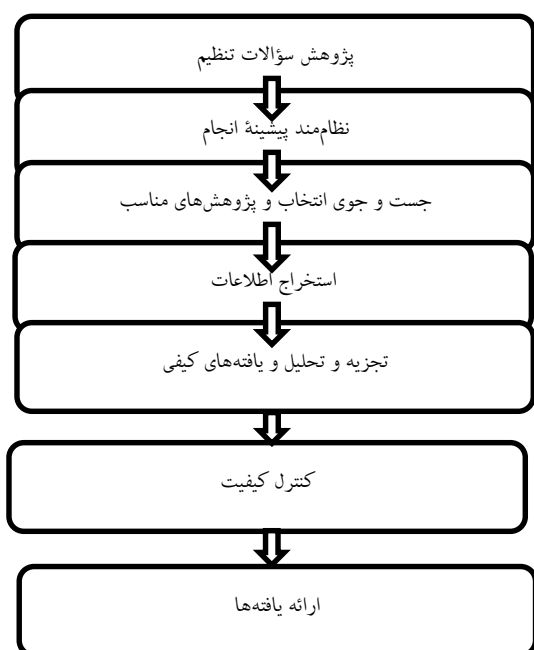 پژوهش سؤالات تنظیم
نظام‌مند پیشینۀ انجام
جست و جوی انتخاب و پژوهش‌های مناسب
استخراج اطلاعات
تجزیه و تحلیل و یافته‌های کیفی
کنترل کیفیت
ارائه یافته‌ها